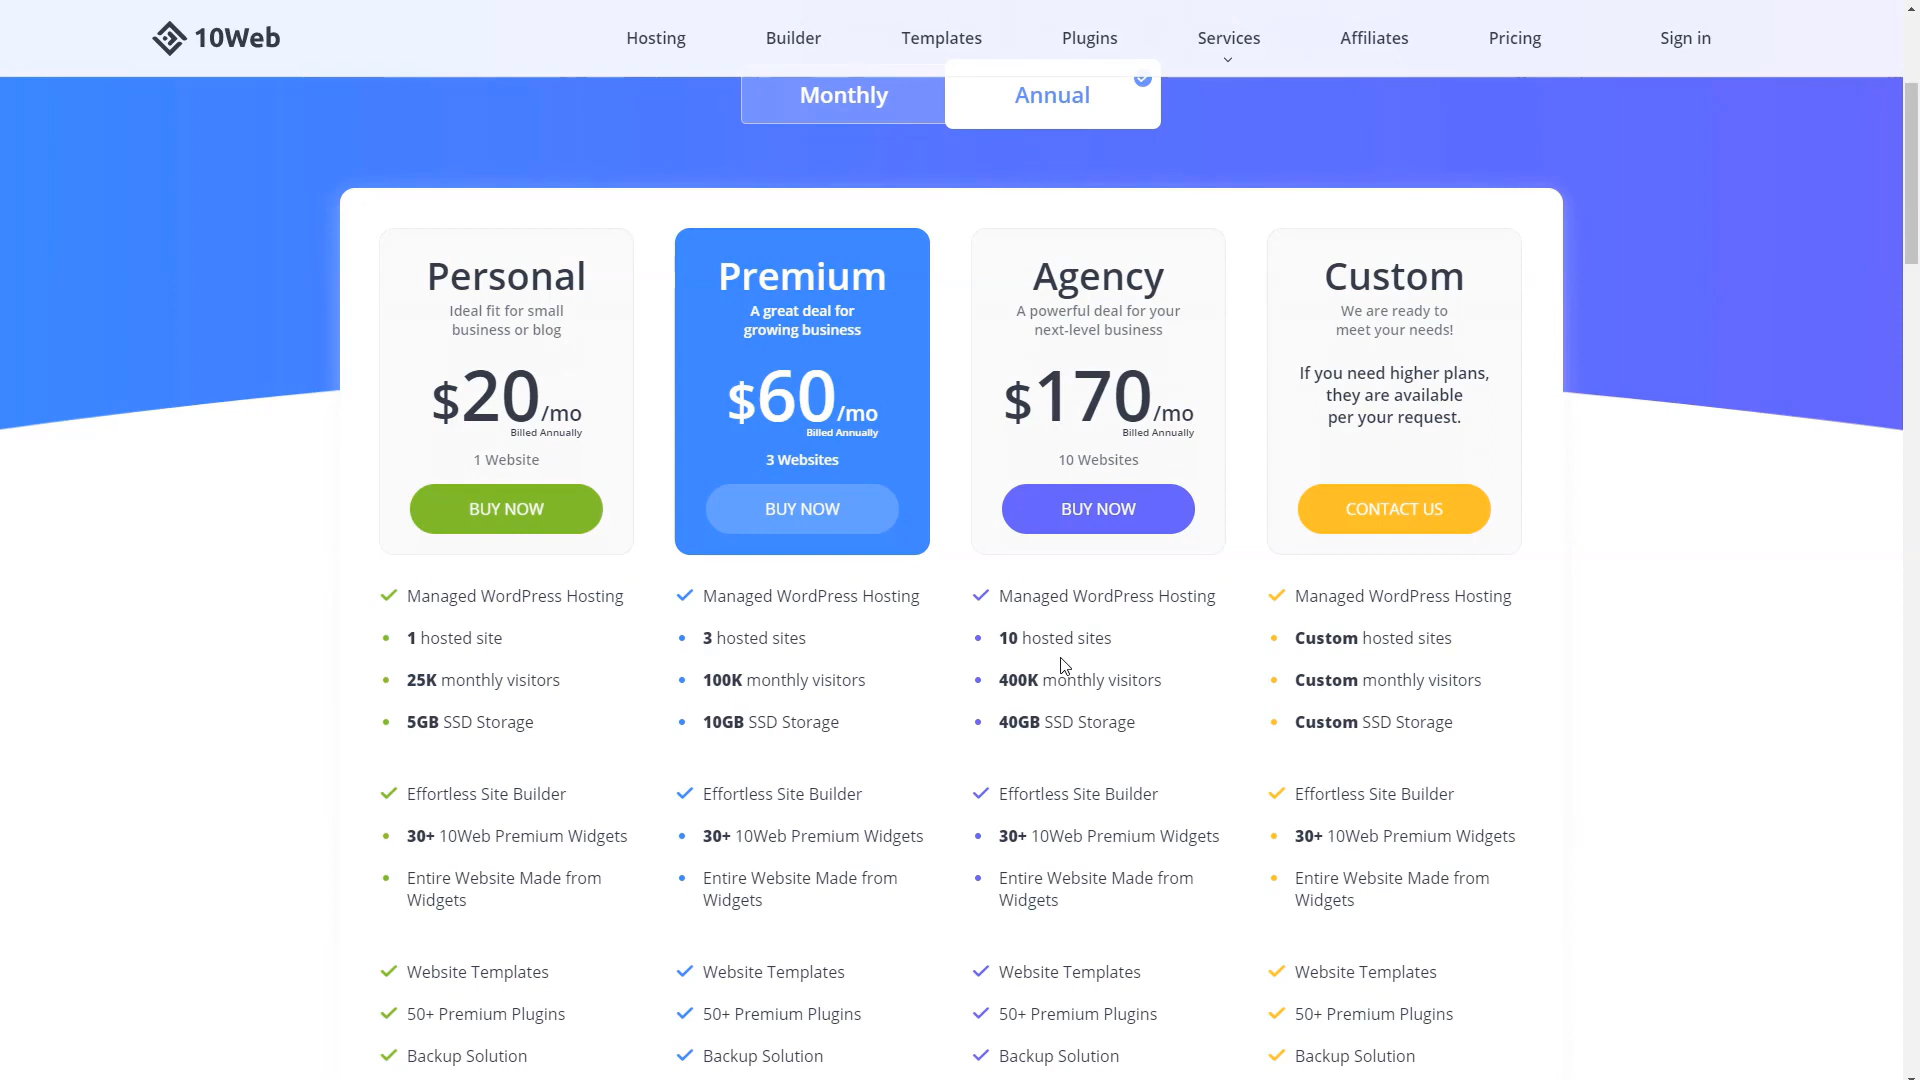 10Web
Hosting
Builder
Templates
Plugins
Services
Affiliates
Pricing
Sign in
Monthly
Annual
Personal
Ideal fit for small
business or blog
$20/mo
Billed Annually
1 Website
BUY NOW
Premium
A great deal for
growing business
$60/mo
Billed Annually
3 Websites
BUY NOW
Agency
A powerful deal for your
next-level business
$170/mo
Billed Annually
10 Websites
BUY NOW
Custom
We are ready to
meet your needs!
If you need higher plans,
they are available
per your request.
CONTACT US
Managed WordPress Hosting
1 hosted site
25K monthly visitors
5GB SSD Storage
Effortless Site Builder
30+ 10Web Premium Widgets
Entire Website Made from
Widgets
Website Templates
50+ Premium Plugins
Backup Solution
Managed WordPress Hosting
3 hosted sites
100K monthly visitors
10GB SSD Storage
Effortless Site Builder
30+ 10Web Premium Widgets
Entire Website Made from
Widgets
Website Templates
50+ Premium Plugins
Backup Solution
Managed WordPress Hosting
10 hosted sites
400K monthly visitors
40GB SSD Storage
Effortless Site Builder
30+ 10Web Premium Widgets
Entire Website Made from
Widgets
Website Templates
50+ Premium Plugins
Backup Solution
Managed WordPress Hosting
Custom hosted sites
Custom monthly visitors
Custom SSD Storage
Effortless Site Builder
30+ 10Web Premium Widgets
Entire Website Made from
Widgets
Website Templates
50+ Premium Plugins
Backup Solution